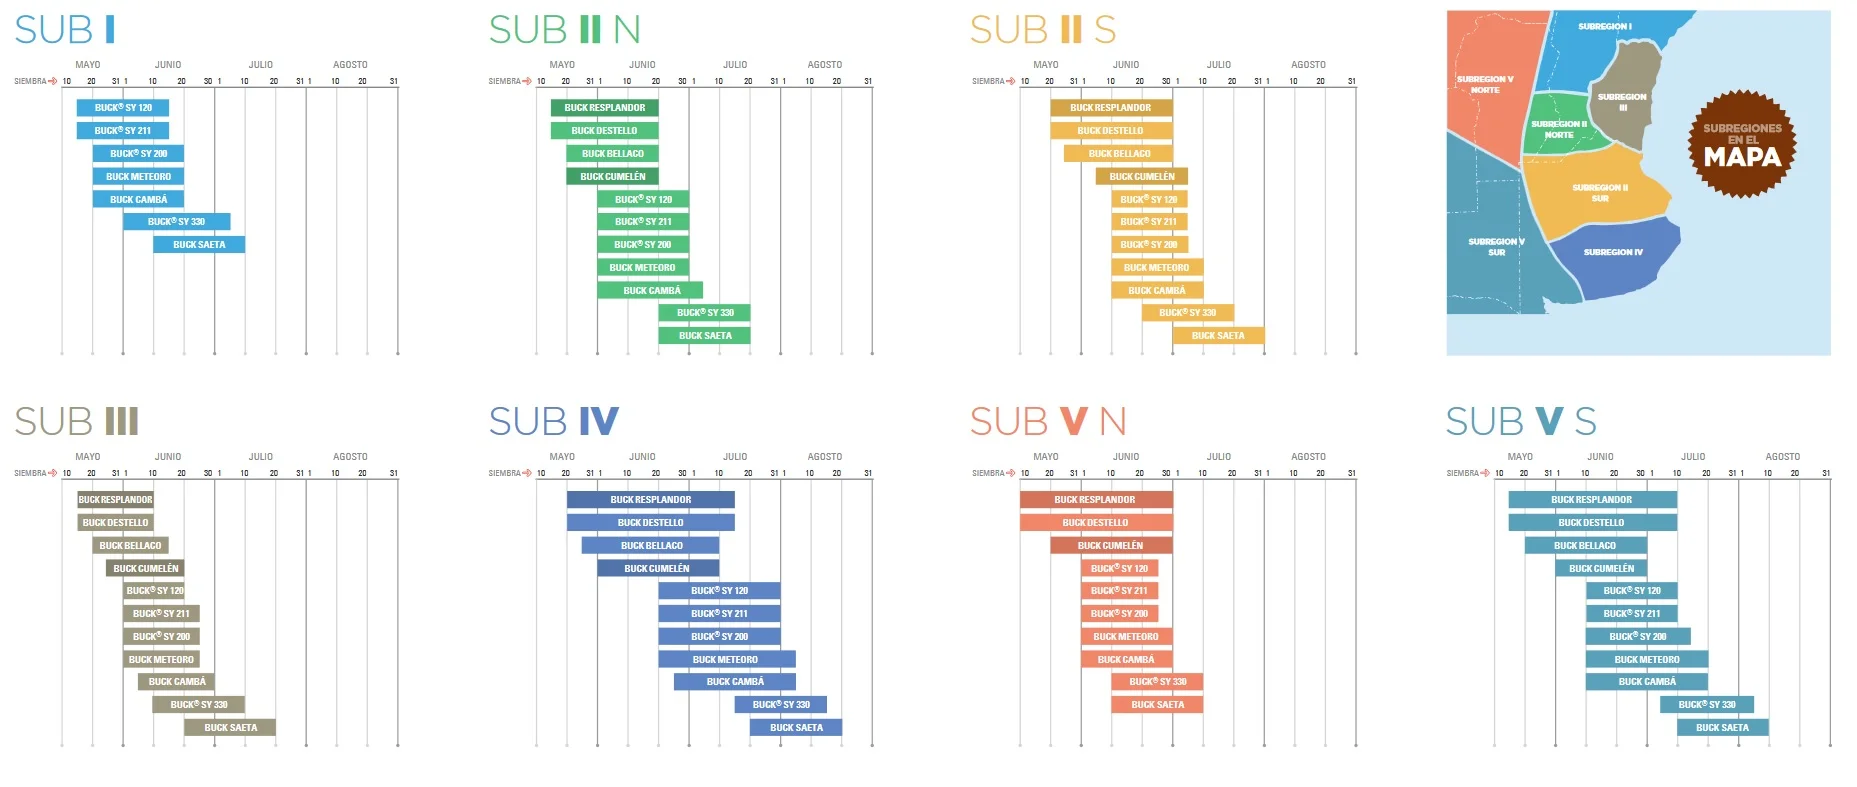 SUB I
MAYO JUNIO JULIO AGOSTO
SIEMBRA 10 20 31 1 10 20 30 1 10 20 31 1 10 20 31
BUCK® SY 120
BUCK® SY 211
BUCK® SY 200
BUCK METEORO
BUCK CAMBÁ
BUCK® SY 330
BUCK SAETA
SUB II N
MAYO JUNIO JULIO AGOSTO
SIEMBRA 10 20 31 1 10 20 30 1 10 20 31 1 10 20 31
BUCK RESPLANDOR
BUCK DESTELLO
BUCK BELLACO
BUCK CUMELÉN
BUCK® SY 120
BUCK® SY 211
BUCK® SY 200
BUCK METEORO
BUCK CAMBÁ
BUCK® SY 330
BUCK SAETA
SUB II S
MAYO JUNIO JULIO AGOSTO
SIEMBRA 10 20 31 1 10 20 30 1 10 20 31 1 10 20 31
BUCK RESPLANDOR
BUCK DESTELLO
BUCK BELLACO
BUCK CUMELÉN
BUCK® SY 120
BUCK® SY 211
BUCK® SY 200
BUCK METEORO
BUCK CAMBÁ
BUCK® SY 330
BUCK SAETA
SUBREGION I
SUBREGION V
NORTE
SUBREGION
III
SUBREGION II
NORTE
SUBREGION II
SUR
SUBREGION V
SUR
SUBREGION IV
SUBREGIONES
EN EL
MAPA
SUB III
MAYO JUNIO JULIO AGOSTO
SIEMBRA 10 20 31 1 10 20 30 1 10 20 31 1 10 20 31
BUCK RESPLANDOR
BUCK DESTELLO
BUCK BELLACO
BUCK CUMELÉN
BUCK® SY 120
BUCK® SY 211
BUCK® SY 200
BUCK METEORO
BUCK CAMBÁ
BUCK® SY 330
BUCK SAETA
SUB IV
MAYO JUNIO JULIO AGOSTO
SIEMBRA 10 20 31 1 10 20 30 1 10 20 31 1 10 20 31
BUCK RESPLANDOR
BUCK DESTELLO
BUCK BELLACO
BUCK CUMELÉN
BUCK® SY 120
BUCK® SY 211
BUCK® SY 200
BUCK METEORO
BUCK CAMBÁ
BUCK® SY 330
BUCK SAETA
SUB V N
MAYO JUNIO JULIO AGOSTO
SIEMBRA 10 20 31 1 10 20 30 1 10 20 31 1 10 20 31
BUCK RESPLANDOR
BUCK DESTELLO
BUCK CUMELÉN
BUCK® SY 120
BUCK® SY 211
BUCK® SY 200
BUCK METEORO
BUCK CAMBÁ
BUCK® SY 330
BUCK SAETA
SUB V S
MAYO JUNIO JULIO AGOSTO
SIEMBRA 10 20 31 1 10 20 30 1 10 20 31 1 10 20 31
BUCK RESPLANDOR
BUCK DESTELLO
BUCK BELLACO
BUCK CUMELÉN
BUCK® SY 120
BUCK® SY 211
BUCK® SY 200
BUCK METEORO
BUCK CAMBÁ
BUCK® SY 330
BUCK SAETA